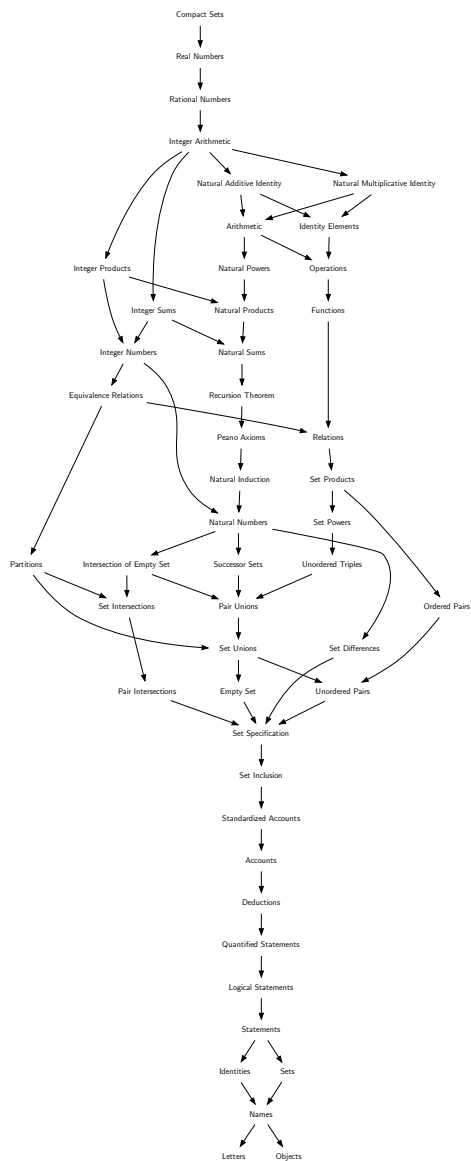 Compact Sets
Real Numbers
Rational Numbers
Integer Arithmetic
Natural Additive Identity
Natural Multiplicative Identity
Arithmetic
Identity Elements
Integer Products
Natural Powers
Operations
Integer Sums
Natural Products
Functions
Integer Numbers
Natural Sums
Equivalence Relations
Recursion Theorem
Peano Axioms
Relations
Natural Induction
Set Products
Natural Numbers
Set Powers
Partitions
Intersection of Empty Set
Successor Sets
Unordered Triples
Set Intersections
Pair Unions
Ordered Pairs
Set Unions
Set Differences
Pair Intersections
Empty Set
Unordered Pairs
Set Specification
Set Inclusion
Standardized Accounts
Accounts
Deductions
Quantified Statements
Logical Statements
Statements
Identities
Sets
Names
Letters
Objects